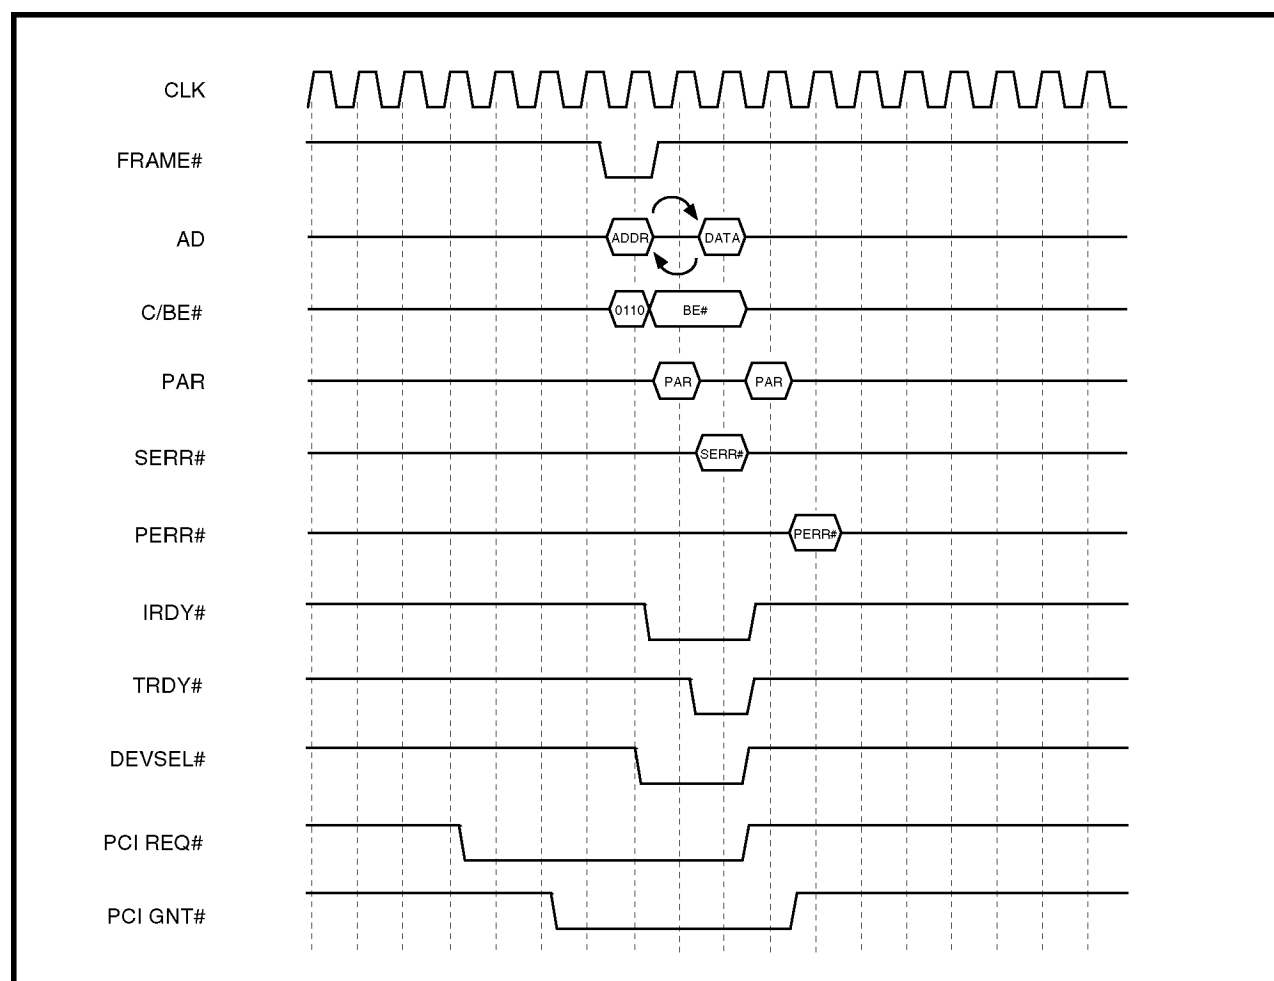 CLK
FRAME#
AD
ADDR
DATA
C/BE#
0110
BE#
PAR
PAR
PAR
SERR#
SERR#
PERR#
PERR#
IRDY#
TRDY#
DEVSEL#
PCI REQ#
PCI GNT#